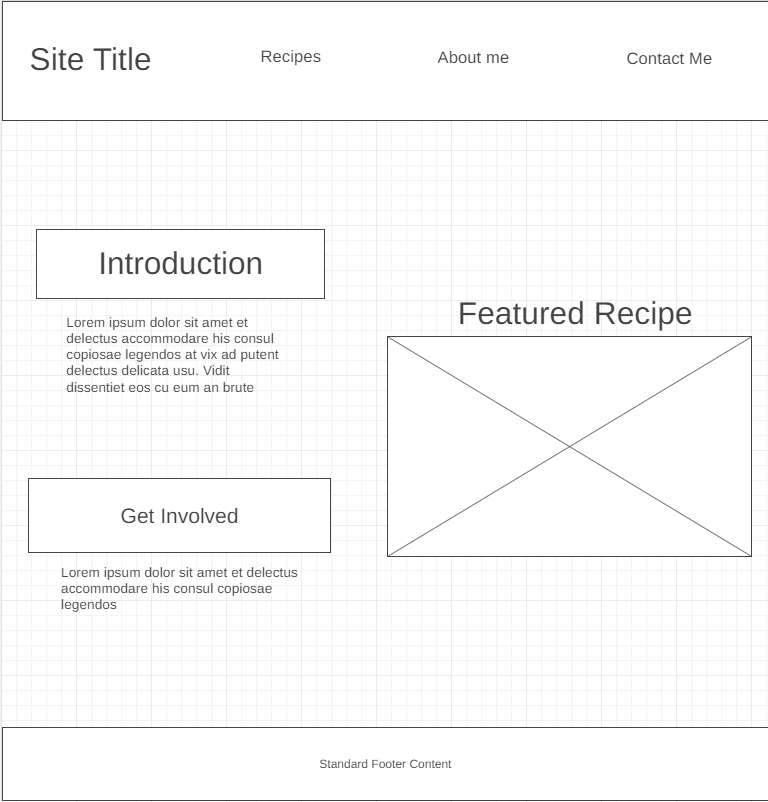 Site Title
Recipes
About me
Contact Me
Introduction
Lorem ipsum dolor sit amet et
delectus accommodare his consul
copiosae legendos at vix ad putent
delectus delicata usu. Vidit
dissentiet eos cu eum an brute
Featured Recipe
Get Involved
Lorem ipsum dolor sit amet et delectus
accommodare his consul copiosae
legendos
Standard Footer Content